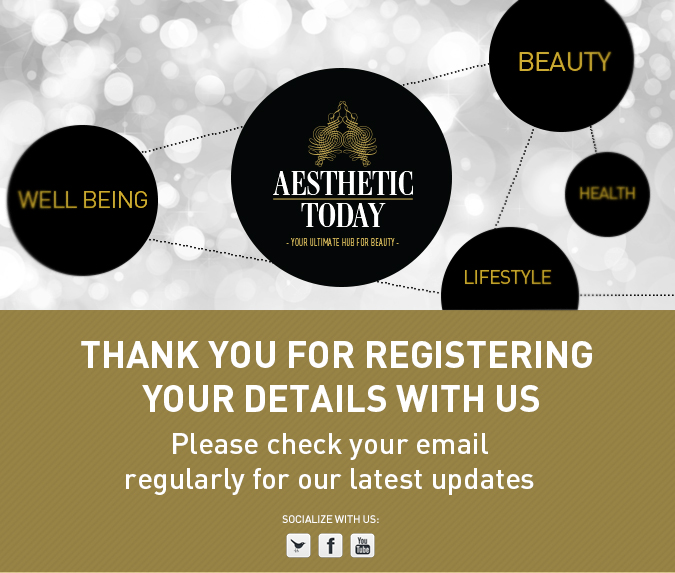 BEAUTY
WELL BEING
HEALTH
AESTHETIC
TODAY
- YOUR ULTIMATE HUB FOR BEAUTY -
LIFESTYLE
THANK YOU FOR REGISTERING
YOUR DETAILS WITH US
Please check your email
regularly for our latest updates
SOCIALIZE WITH US:
f
You
Tube